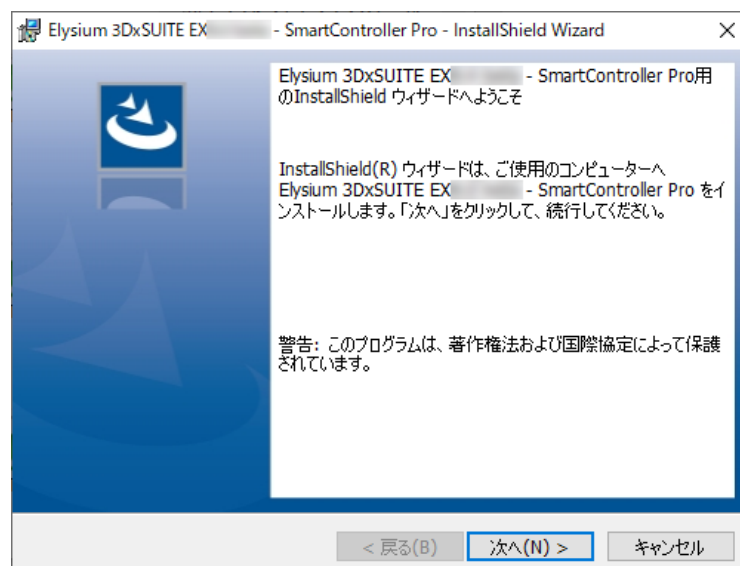 Elysium 3DxSUITE EX - SmartController Pro - InstallShield Wizard
Elysium 3DxSUITE EX - SmartController Pro用
のInstallShield ウィザードへようこそ
InstallShield(R) ウィザードは、ご使用のコンピューターへ
Elysium 3DxSUITE EX - SmartController Pro をイ
ンストールします。「次へ」をクリックして、続行してください。
警告: このプログラムは、著作権法および国際協定によって保護
されています。
< 戻る(B)
次へ(N) >
キャンセル